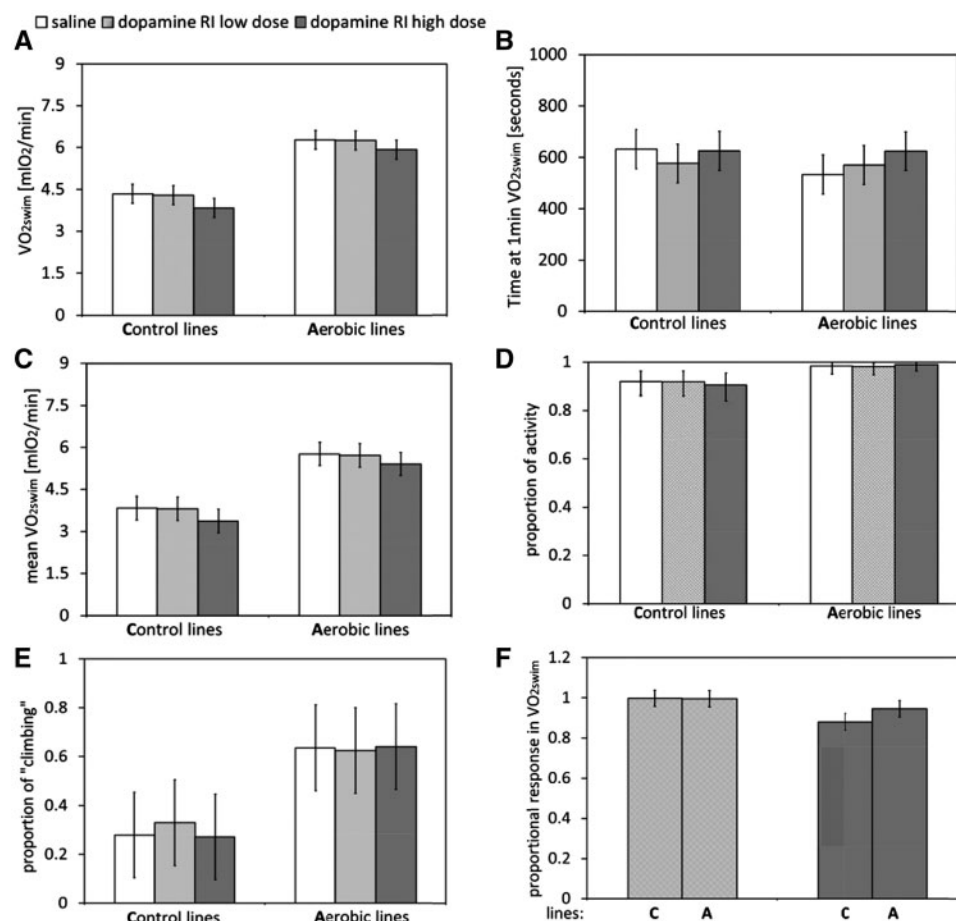 saline dopamine RI low dose dopamine RI high dose
A
VO2swim [mlO2/min]
9
7.5
6
4.5
3
1.5
0
Control lines Aerobic lines
B
Time at 1min VO2swim [seconds]
1000
800
600
400
200
0
Control lines Aerobic lines
C
mean VO2swim [mlO2/min]
9
7.5
6
4.5
3
1.5
0
Control lines Aerobic lines
D
proportion of activity
1
0.8
0.6
0.4
0.2
0
Control lines Aerobic lines
E
proportion of "climbing"
1
0.8
0.6
0.4
0.2
0
Control lines Aerobic lines
F
proportional response in VO2swim
1.2
1
0.8
0.6
0.4
0.2
0
lines: C A C A